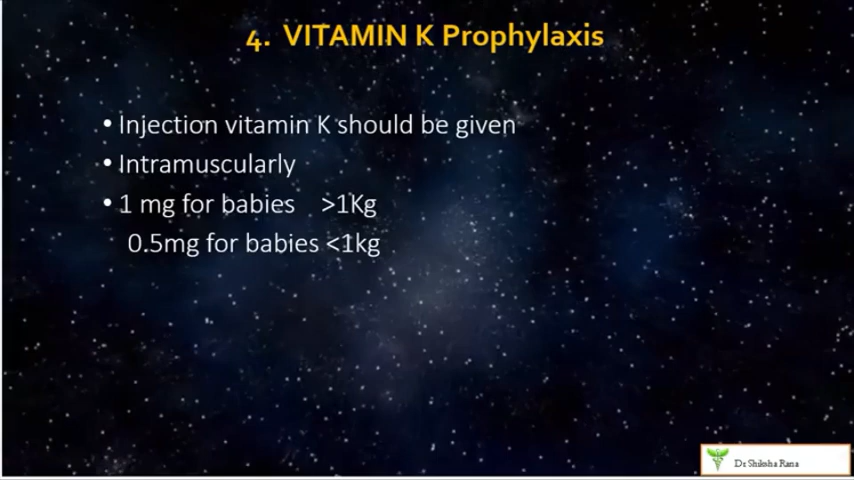 4. VITAMIN K Prophylaxis
• Injection vitamin K should be given
• Intramuscularly
• 1 mg for babies >1Kg
0.5mg for babies <1kg
Dr Shiksha Rana